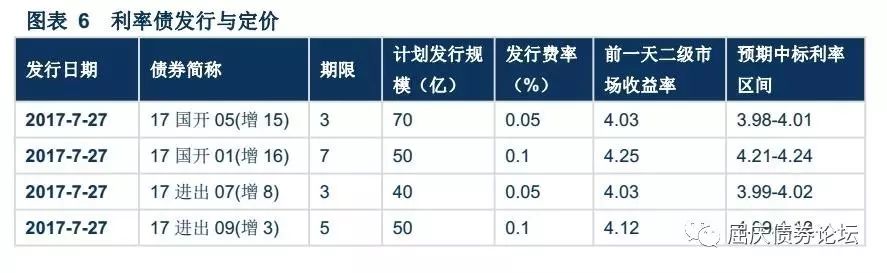 图表 6 利率债发行与定价
发行日期 债券简称 期限 计划发行规模（亿） 发行费率（%） 前一天二级市场收益率 预期中标利率区间
2017-7-27 17 国开 05(增 15) 3 70 0.05 4.03 3.98-4.01
2017-7-27 17 国开 01(增 16) 7 50 0.1 4.25 4.21-4.24
2017-7-27 17 进出 07(增 8) 3 40 0.05 4.03 3.99-4.02
2017-7-27 17 进出 09(增 3) 5 50 0.1 4.12
屈庆债券论坛